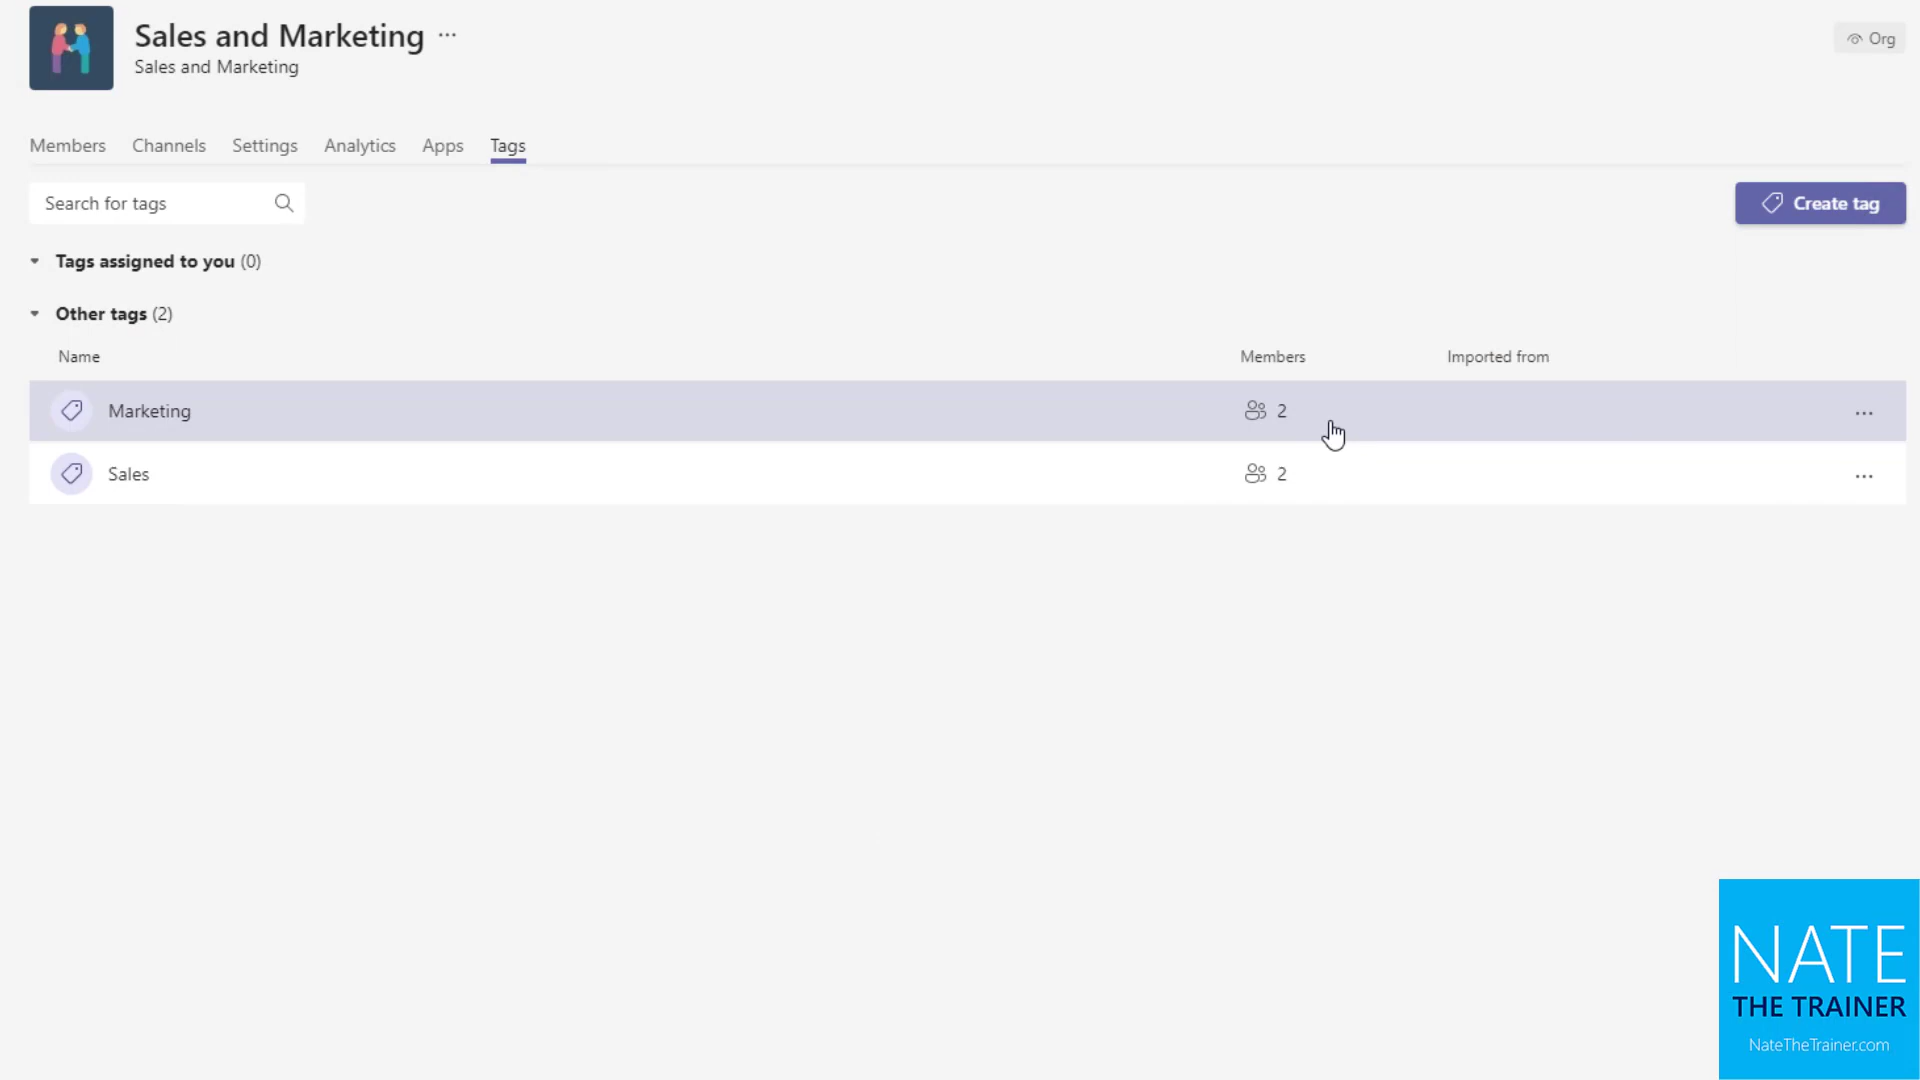 Sales and Marketing ...
Org
Sales and Marketing
Members Channels Settings Analytics Apps Tags
Search for tags
Create tag
Tags assigned to you (0)
Other tags (2)
Name Members Imported from
Marketing 2 ...
Sales 2 ...
NATE
THE TRAINER
NateTheTrainer.com